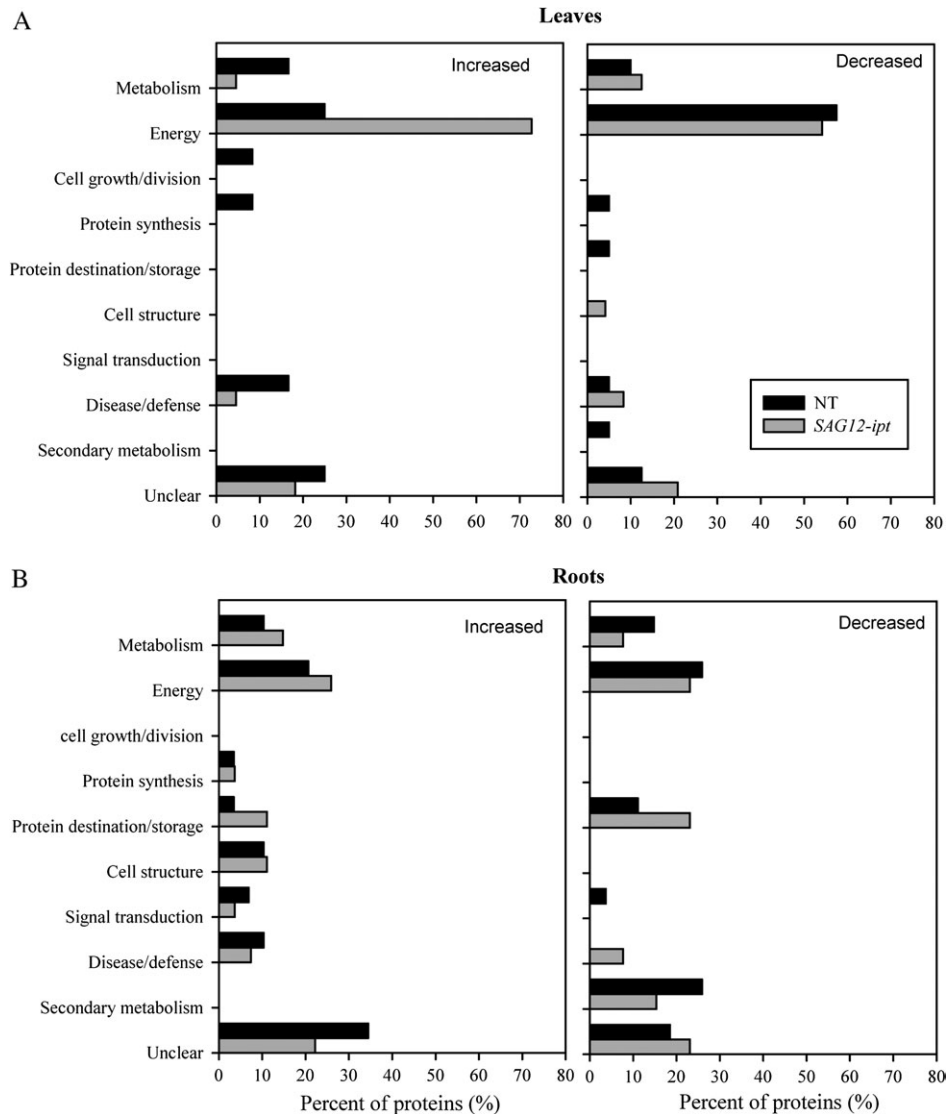 A
Leaves
Increased
Decreased
Metabolism
Energy
Cell growth/division
Protein synthesis
Protein destination/storage
Cell structure
Signal transduction
Disease/defense
Secondary metabolism
Unclear
NT
SAG12-ipt
0 10 20 30 40 50 60 70 80
0 10 20 30 40 50 60 70 80
B
Roots
Increased
Decreased
Metabolism
Energy
cell growth/division
Protein synthesis
Protein destination/storage
Cell structure
Signal transduction
Disease/defense
Secondary metabolism
Unclear
0 10 20 30 40 50 60 70 80
0 10 20 30 40 50 60 70 80
Percent of proteins (%)
Percent of proteins (%)